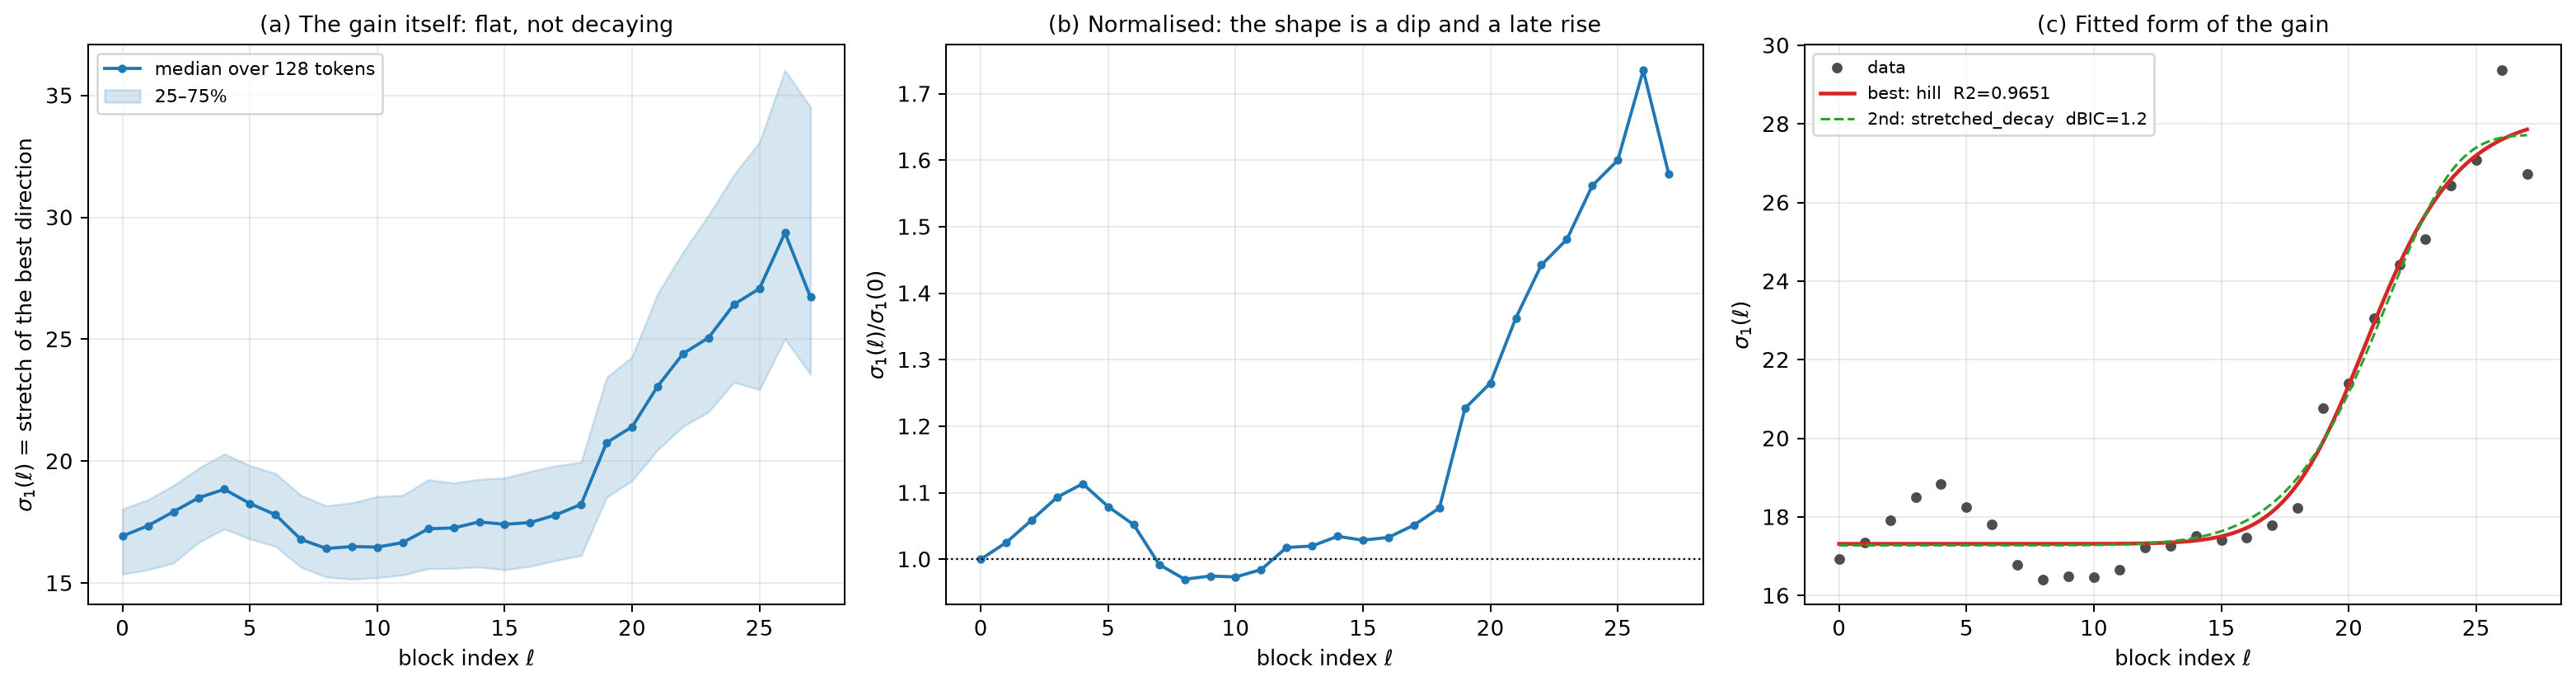 (a) The gain itself: flat, not decaying
median over 128 tokens
25–75%
σ₁(ℓ) = stretch of the best direction
35
30
25
20
15
0 5 10 15 20 25
block index ℓ
(b) Normalised: the shape is a dip and a late rise
σ₁(ℓ)/σ₁(0)
1.7
1.6
1.5
1.4
1.3
1.2
1.1
1.0
0 5 10 15 20 25
block index ℓ
(c) Fitted form of the gain
data
best: hill R2=0.9651
2nd: stretched_decay dBIC=1.2
σ₁(ℓ)
30
28
26
24
22
20
18
16
0 5 10 15 20 25
block index ℓ